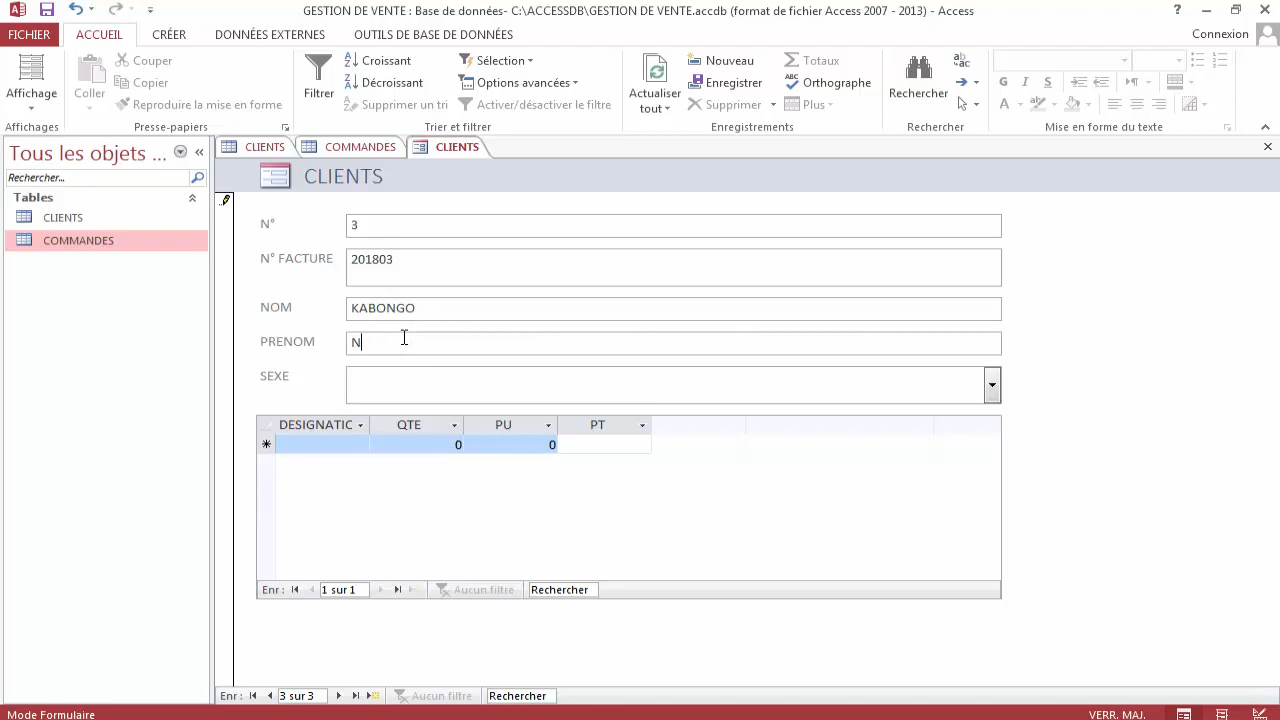 GESTION DE VENTE : Base de données- C:\ACCESSDB\GESTION DE VENTE.accdb (format de fichier Access 2007 - 2013) - Access
FICHIER ACCUEIL CRÉER DONNÉES EXTERNES OUTILS DE BASE DE DONNÉES Connexion
Affichage
Affichages
Coller
Couper
Copier
Reproduire la mise en forme
Presse-papiers
Filtrer
Croissant
Décroissant
Supprimer
Sélection
Options avancées
Activer/désactiver le filtre
Trier et filtrer
Actualiser
tout
Nouveau
Enregistrer
Supprimer
Totaux
Orthographe
Plus
Enregistrements
Rechercher
Rechercher
G I S
A
Mise en forme du texte
Tous les objets ...
Rechercher...
Tables
CLIENTS
COMMANDES
CLIENTS COMMANDES CLIENTS
CLIENTS
N° 3
N° FACTURE 201803
NOM KABONGO
PRENOM N
SEXE
DESIGNATIC QTE PU PT
0 0
Enr : 1 sur 1 Aucun filtre Rechercher
Enr : 3 sur 3 Aucun filtre Rechercher
Mode Formulaire VERR. MAJ.